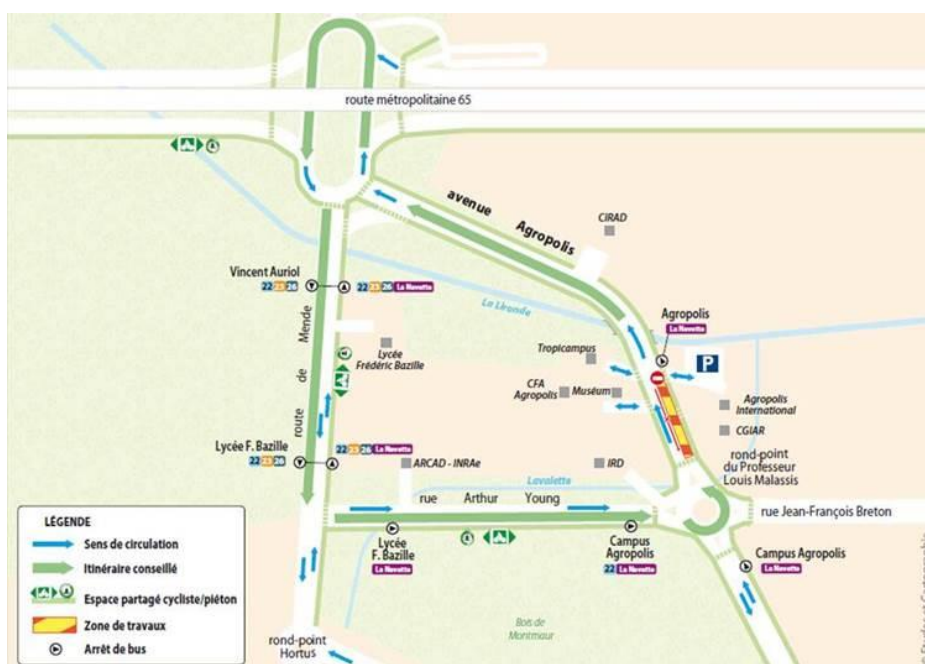 route métropolitaine 65
avenue Agropolis
CIRAD
Vincent Auriol
22 23 26
22 23 26 La Navette
La Lironde
Agropolis
La Navette
P
Tropicampus
Lycée
Frédéric Bazille
CFA
Agropolis
Muséum
Agropolis
International
CGIAR
route de Mende
Lycée F. Bazille
22 23 26
22 23 26 La Navette
ARCAD - INRAe
IRD
rond-point
du Professeur
Louis Malassis
Lavalette
rue Arthur Young
rue Jean-François Breton
LÉGENDE
Sens de circulation
Itinéraire conseillé
Espace partagé cycliste/piéton
Zone de travaux
Arrêt de bus
Lycée
F. Bazille
La Navette
Campus
Agropolis
22 La Navette
Campus Agropolis
La Navette
Bois de
Montmaur
rond-point
Hortus